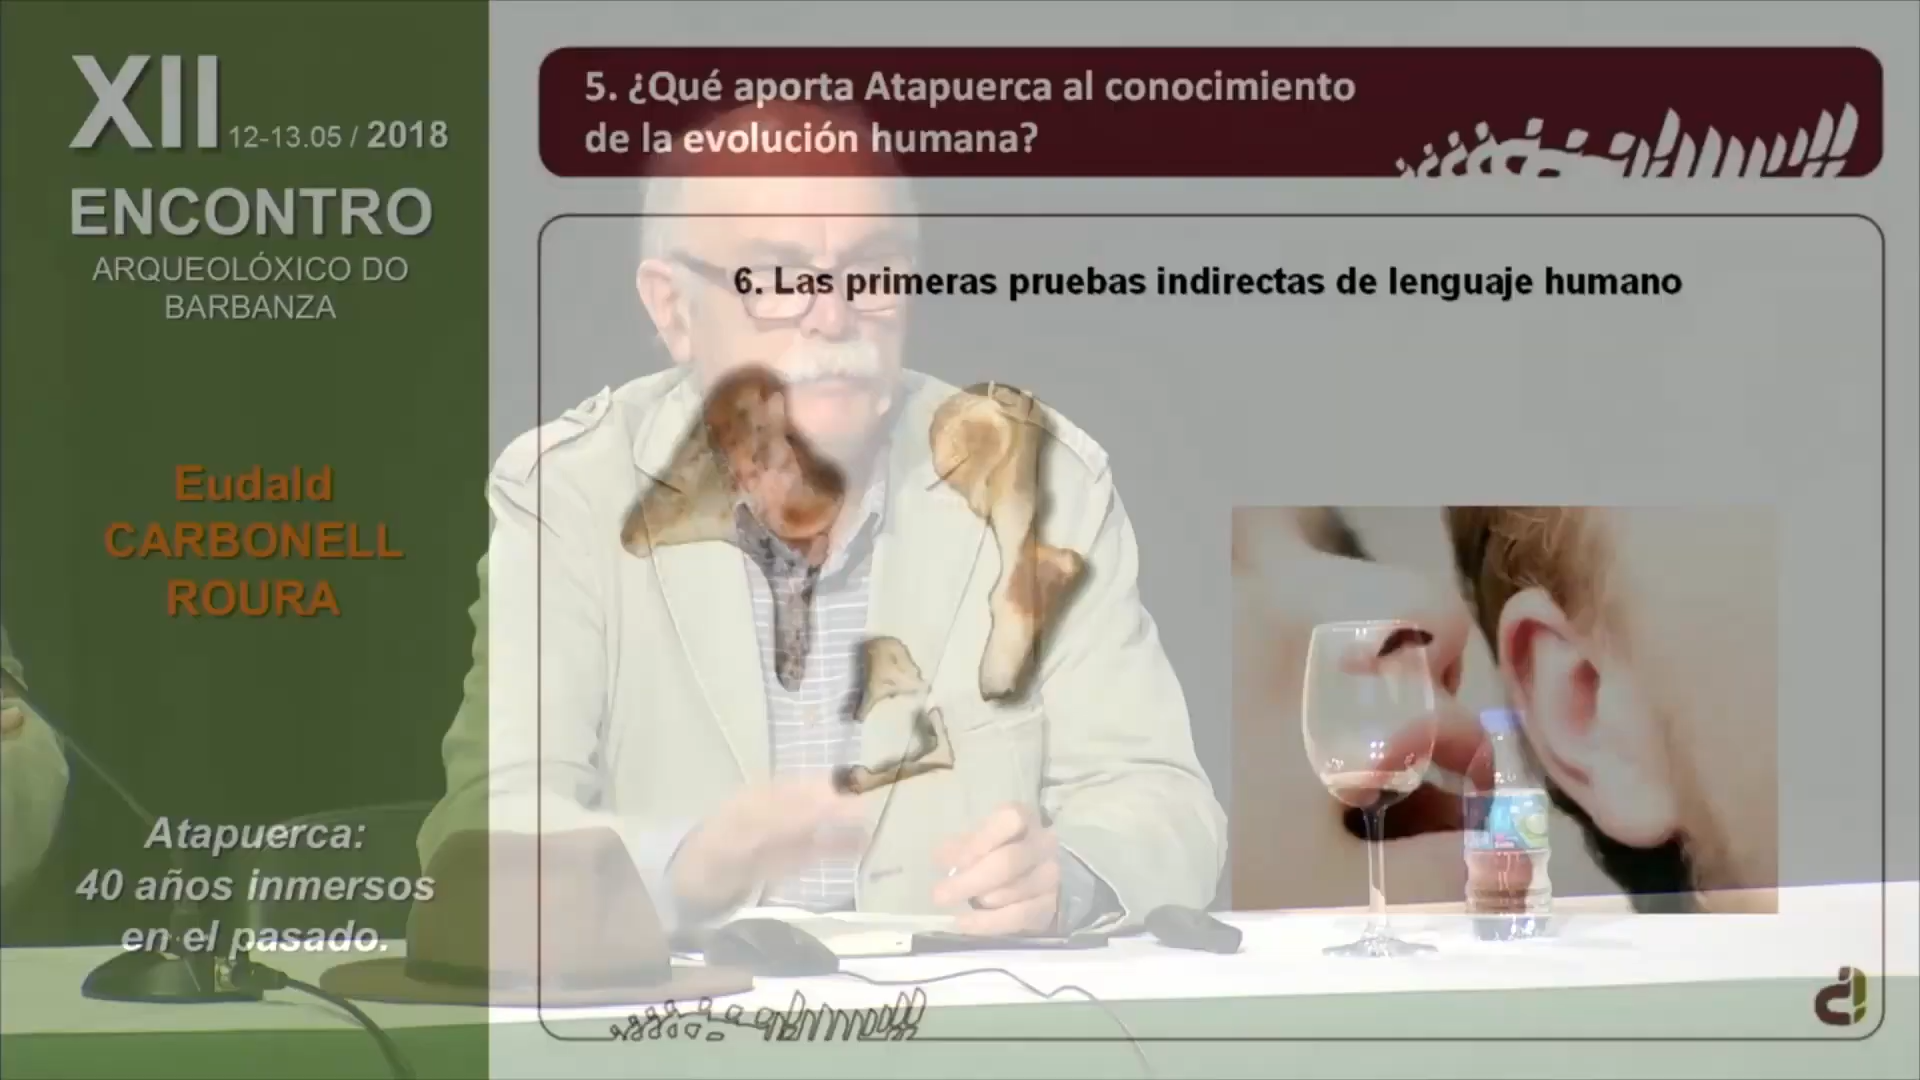 XII 12-13.05 / 2018
ENCONTRO
ARQUEOLÓXICO DO
BARBANZA
Eudald
CARBONELL
ROURA
Atapuerca:
40 años inmersos
en el pasado.
5. ¿Qué aporta Atapuerca al conocimiento
de la evolución humana?
6. Las primeras pruebas indirectas de lenguaje humano